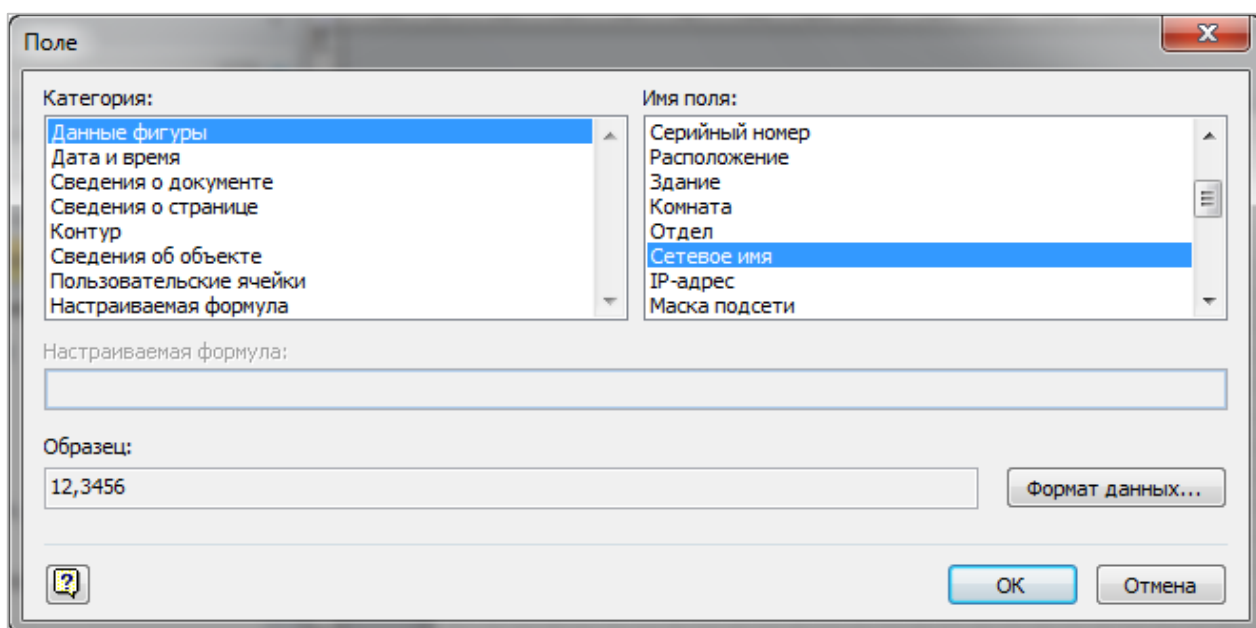 Поле
Категория:
Данные фигуры
Дата и время
Сведения о документе
Сведения о странице
Контур
Сведения об объекте
Пользовательские ячейки
Настраиваемая формула
Имя поля:
Серийный номер
Расположение
Здание
Комната
Отдел
Сетевое имя
IP-адрес
Маска подсети
Настраиваемая формула:
Образец:
12,3456
Формат данных...
ОК
Отмена